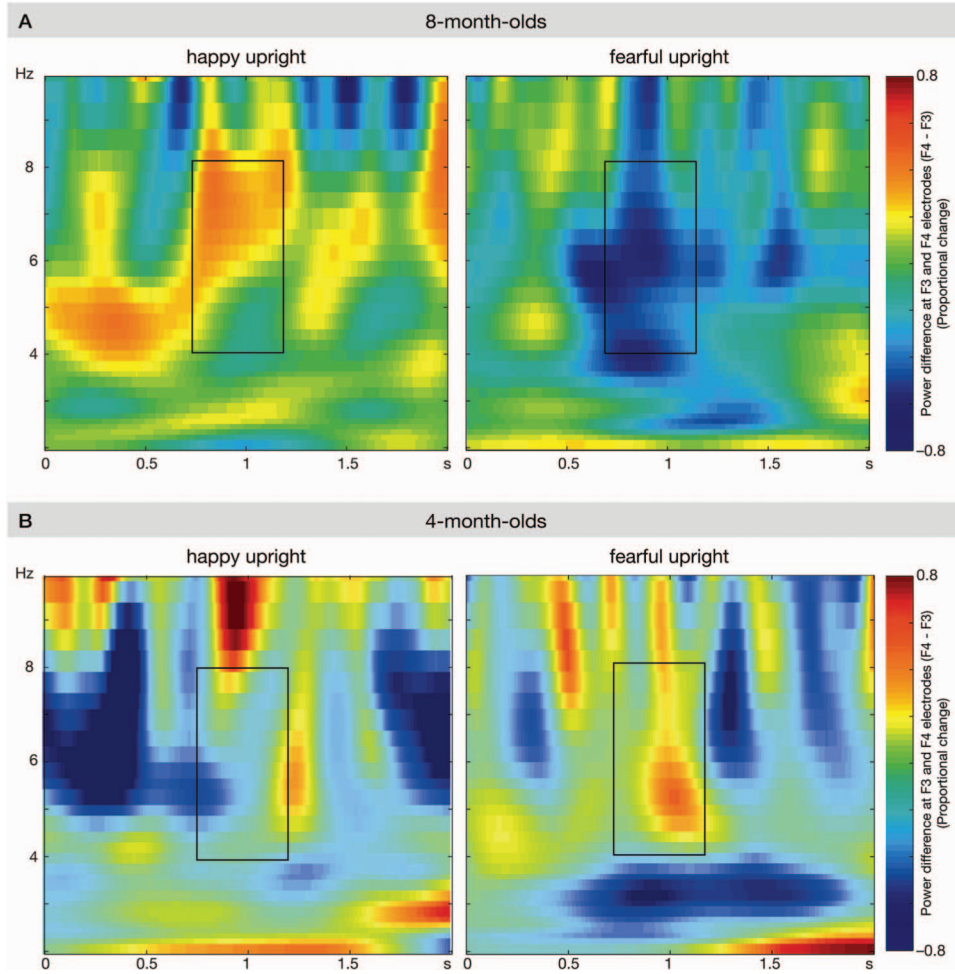 A
8-month-olds
happy upright
fearful upright
Hz
8
6
4
0
0.5
1
1.5
s
0
0.5
1
1.5
s
0.8
−0.8
Power difference at F3 and F4 electrodes (F4 - F3)
(Proportional change)
B
4-month-olds
happy upright
fearful upright
Hz
8
6
4
0
0.5
1
1.5
s
0
0.5
1
1.5
s
0.8
−0.8
Power difference at F3 and F4 electrodes (F4 - F3)
(Proportional change)